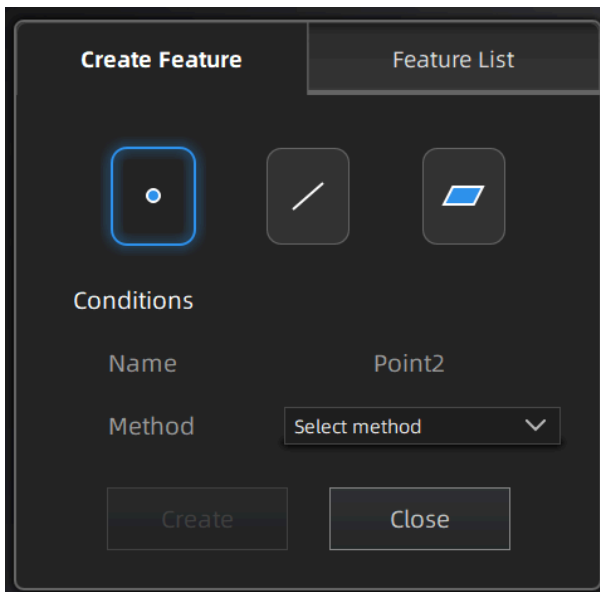 Create Feature Feature List
Conditions
Name Point2
Method Select method
Create Close